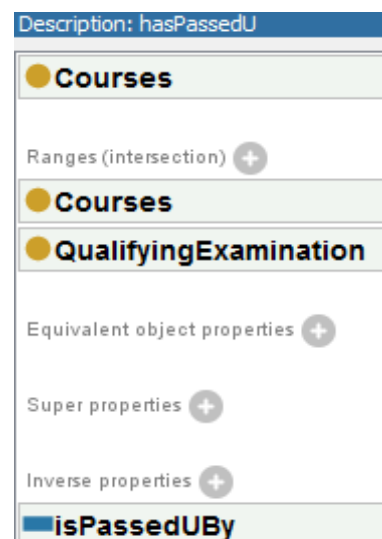 Description: hasPassedU
Courses
Ranges (intersection)
Courses
QualifyingExamination
Equivalent object properties
Super properties
Inverse properties
isPassedUBy